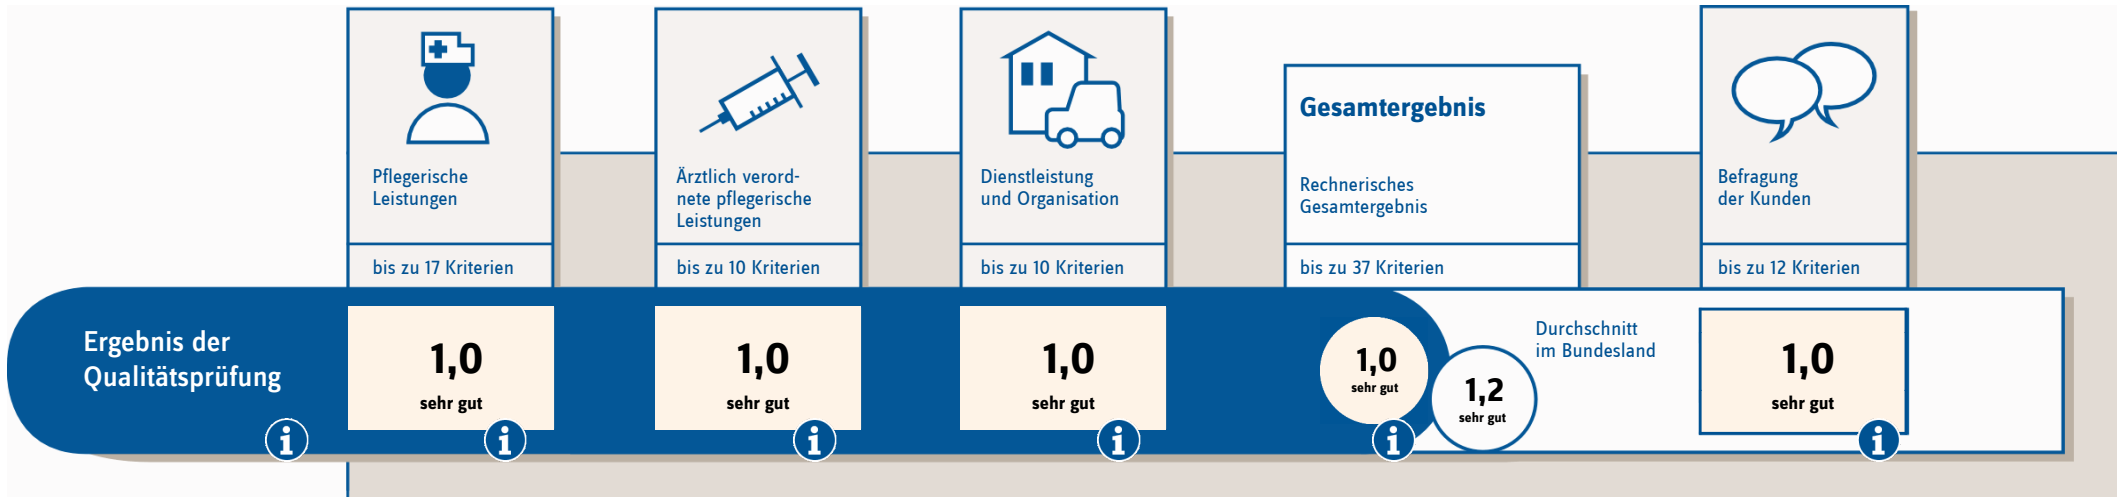 Pflegerische
Leistungen
bis zu 17 Kriterien
Ärztlich verord-
nete pflegerische
Leistungen
bis zu 10 Kriterien
Dienstleistung
und Organisation
bis zu 10 Kriterien
Gesamtergebnis
Rechnerisches
Gesamtergebnis
bis zu 37 Kriterien
Befragung
der Kunden
bis zu 12 Kriterien
Ergebnis der
Qualitätsprüfung
i
1,0
sehr gut
i
1,0
sehr gut
i
1,0
sehr gut
i
1,0
sehr gut
i
1,2
sehr gut
Durchschnitt
im Bundesland
1,0
sehr gut
i